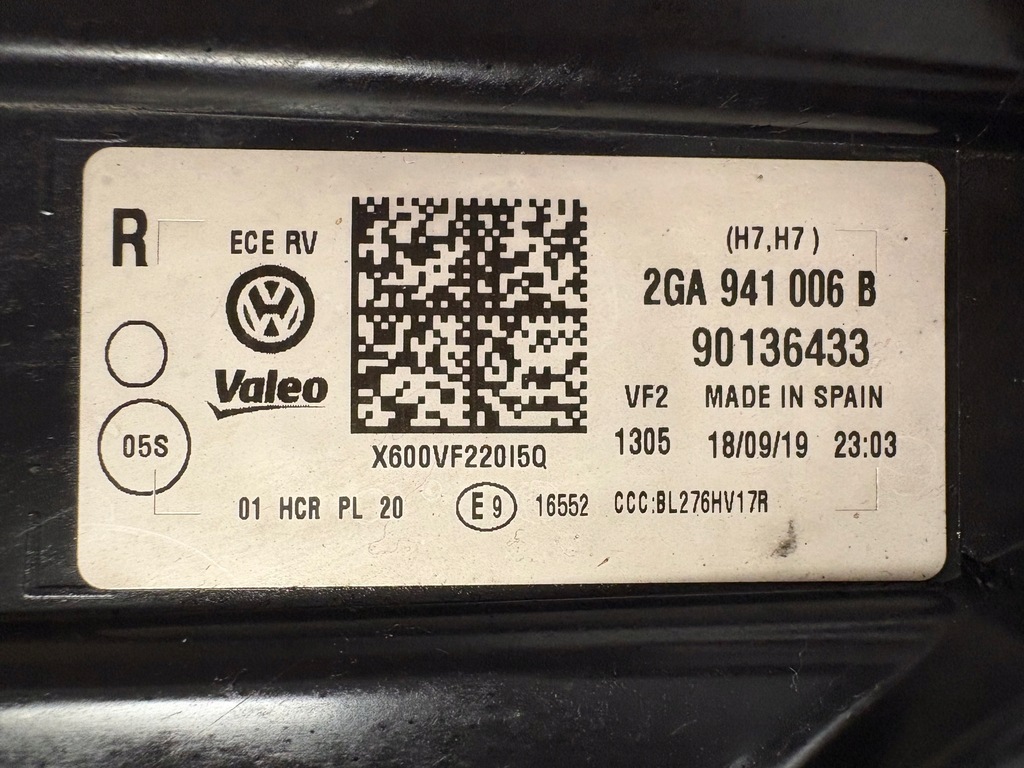 R
ECE RV
Valeo
05S
X600VF220I5Q
(H7,H7)
2GA 941 006 B
90136433
VF2 MADE IN SPAIN
1305 18/09/19 23:03
01 HCR PL 20 E9 16552 CCC:BL276HV17R